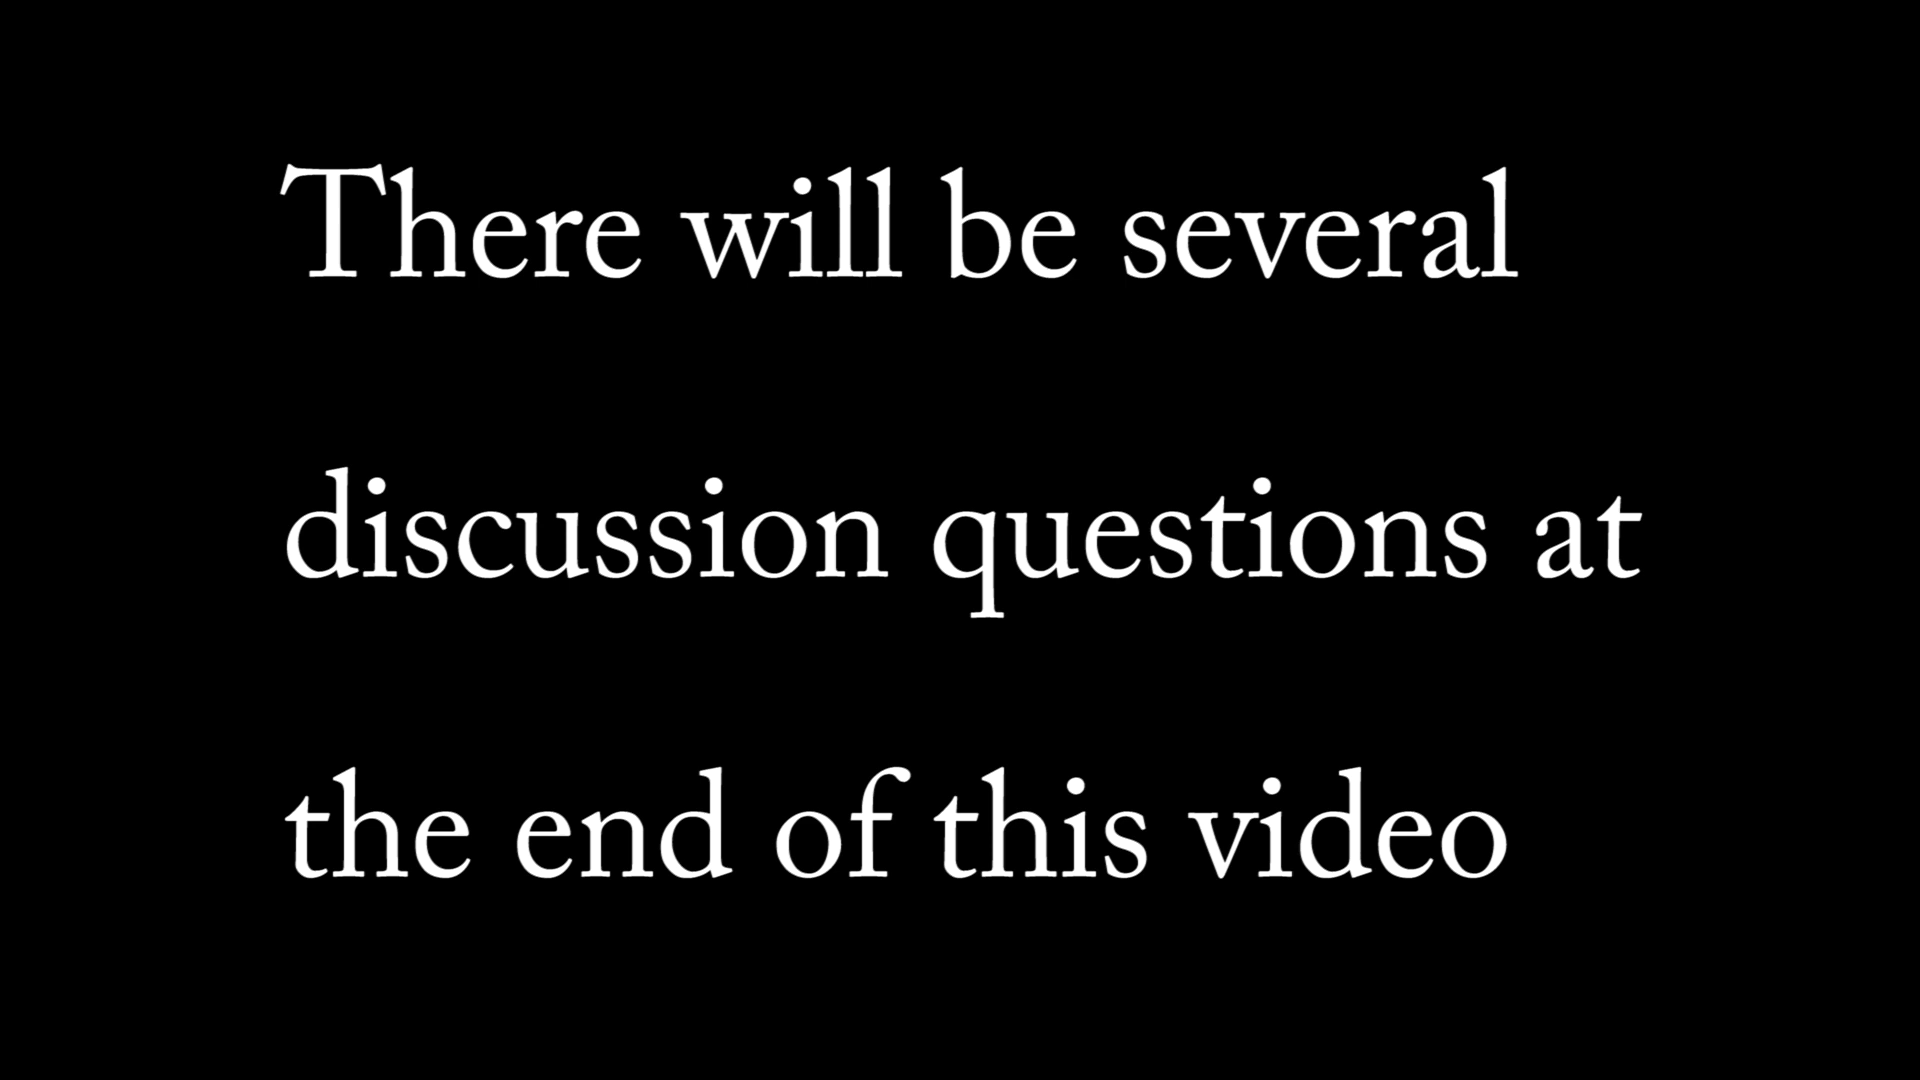 There will be several
discussion questions at
the end of this video